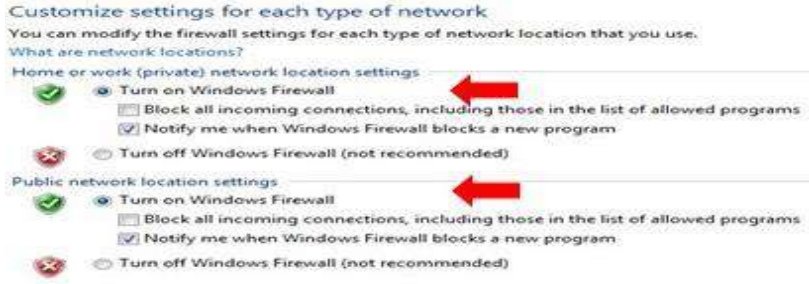 Customize settings for each type of network
You can modify the firewall settings for each type of network location that you use.
What are network locations?
Home or work (private) network location settings
Turn on Windows Firewall
Block all incoming connections, including those in the list of allowed programs
Notify me when Windows Firewall blocks a new program
Turn off Windows Firewall (not recommended)
Public network location settings
Turn on Windows Firewall
Block all incoming connections, including those in the list of allowed programs
Notify me when Windows Firewall blocks a new program
Turn off Windows Firewall (not recommended)